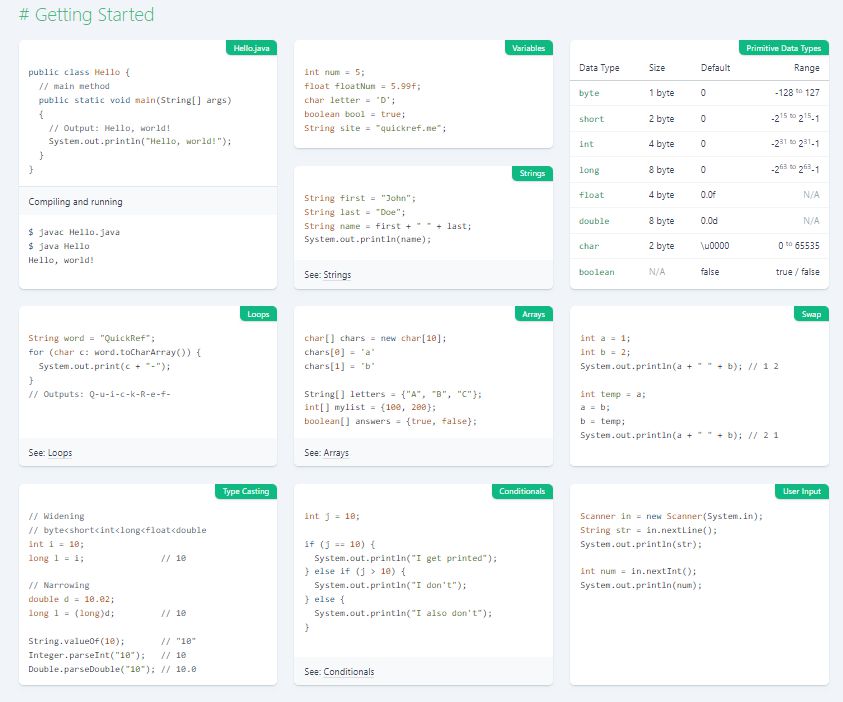 # Getting Started
Hello.java
public class Hello {
  // main method
  public static void main(String[] args)
  {
    // Output: Hello, world!
    System.out.println("Hello, world!");
  }
}
Compiling and running
$ javac Hello.java
$ java Hello
Hello, world!
Variables
int num = 5;
float floatNum = 5.99f;
char letter = 'D';
boolean bool = true;
String site = "quickref.me";
Strings
String first = "John";
String last = "Doe";
String name = first + " " + last;
System.out.println(name);
See: Strings
Primitive Data Types
Data Type Size Default Range
byte 1 byte 0 -128 to 127
short 2 byte 0 -2^15 to 2^15-1
int 4 byte 0 -2^31 to 2^31-1
long 8 byte 0 -2^63 to 2^63-1
float 4 byte 0.0f N/A
double 8 byte 0.0d N/A
char 2 byte \u0000 0 to 65535
boolean N/A false true / false
Loops
String word = "QuickRef";
for (char c: word.toCharArray()) {
  System.out.print(c + "-");
}
// Outputs: Q-u-i-c-k-R-e-f-
See: Loops
Arrays
char[] chars = new char[10];
chars[0] = 'a'
chars[1] = 'b'
String[] letters = {"A", "B", "C"};
int[] mylist = {100, 200};
boolean[] answers = {true, false};
See: Arrays
Swap
int a = 1;
int b = 2;
System.out.println(a + " " + b); // 1 2
int temp = a;
a = b;
b = temp;
System.out.println(a + " " + b); // 2 1
Type Casting
// Widening
// byte<short<int<long<float<double
int i = 10;
long l = i;               // 10
// Narrowing
double d = 10.02;
long l = (long)d;         // 10
String.valueOf(10);       // "10"
Integer.parseInt("10");   // 10
Double.parseDouble("10"); // 10.0
Conditionals
int j = 10;
if (j == 10) {
  System.out.println("I get printed");
} else if (j > 10) {
  System.out.println("I don't");
} else {
  System.out.println("I also don't");
}
See: Conditionals
User Input
Scanner in = new Scanner(System.in);
String str = in.nextLine();
System.out.println(str);
int num = in.nextInt();
System.out.println(num);